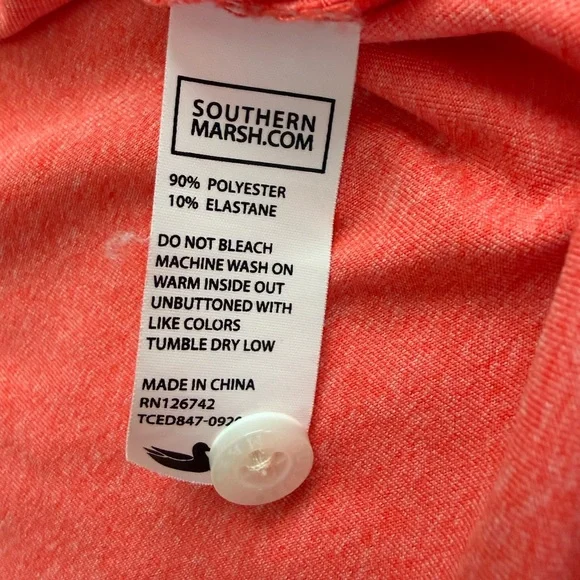 SOUTHERN
MARSH.COM
90% POLYESTER
10% ELASTANE
DO NOT BLEACH
MACHINE WASH ON
WARM INSIDE OUT
UNBUTTONED WITH
LIKE COLORS
TUMBLE DRY LOW
MADE IN CHINA
RN126742